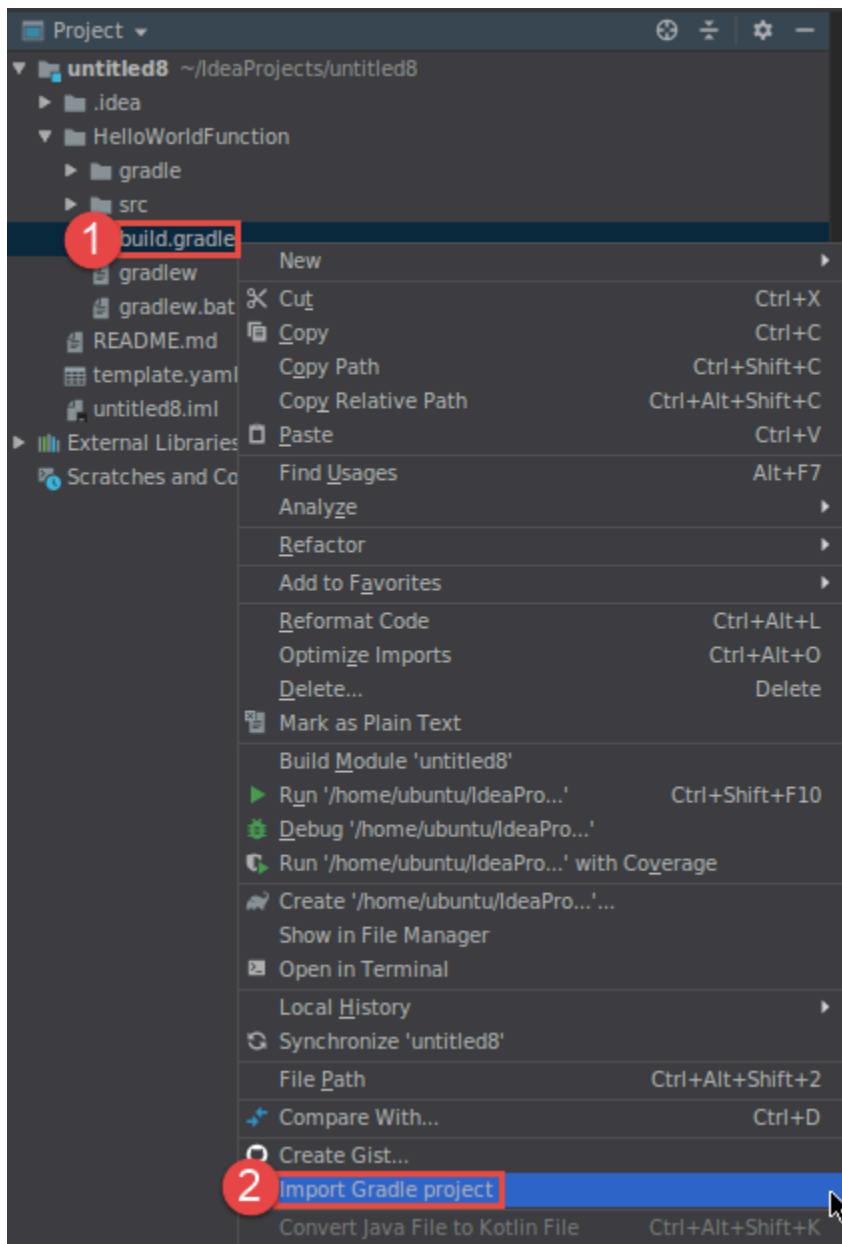 Project
untitled8 ~/IdeaProjects/untitled8
.idea
HelloWorldFunction
gradle
src
1 build.gradle
gradlew
gradlew.bat
README.md
template.yaml
untitled8.iml
External Libraries
Scratches and Co
New
Cut Ctrl+X
Copy Ctrl+C
Copy Path Ctrl+Shift+C
Copy Relative Path Ctrl+Alt+Shift+C
Paste Ctrl+V
Find Usages Alt+F7
Analyze
Refactor
Add to Favorites
Reformat Code Ctrl+Alt+L
Optimize Imports Ctrl+Alt+O
Delete... Delete
Mark as Plain Text
Build Module 'untitled8'
Run '/home/ubuntu/IdeaPro...' Ctrl+Shift+F10
Debug '/home/ubuntu/IdeaPro...'
Run '/home/ubuntu/IdeaPro...' with Coverage
Create '/home/ubuntu/IdeaPro...'...
Show in File Manager
Open in Terminal
Local History
Synchronize 'untitled8'
File Path Ctrl+Alt+Shift+2
Compare With... Ctrl+D
Create Gist...
2 Import Gradle project
Convert Java File to Kotlin File Ctrl+Alt+Shift+K